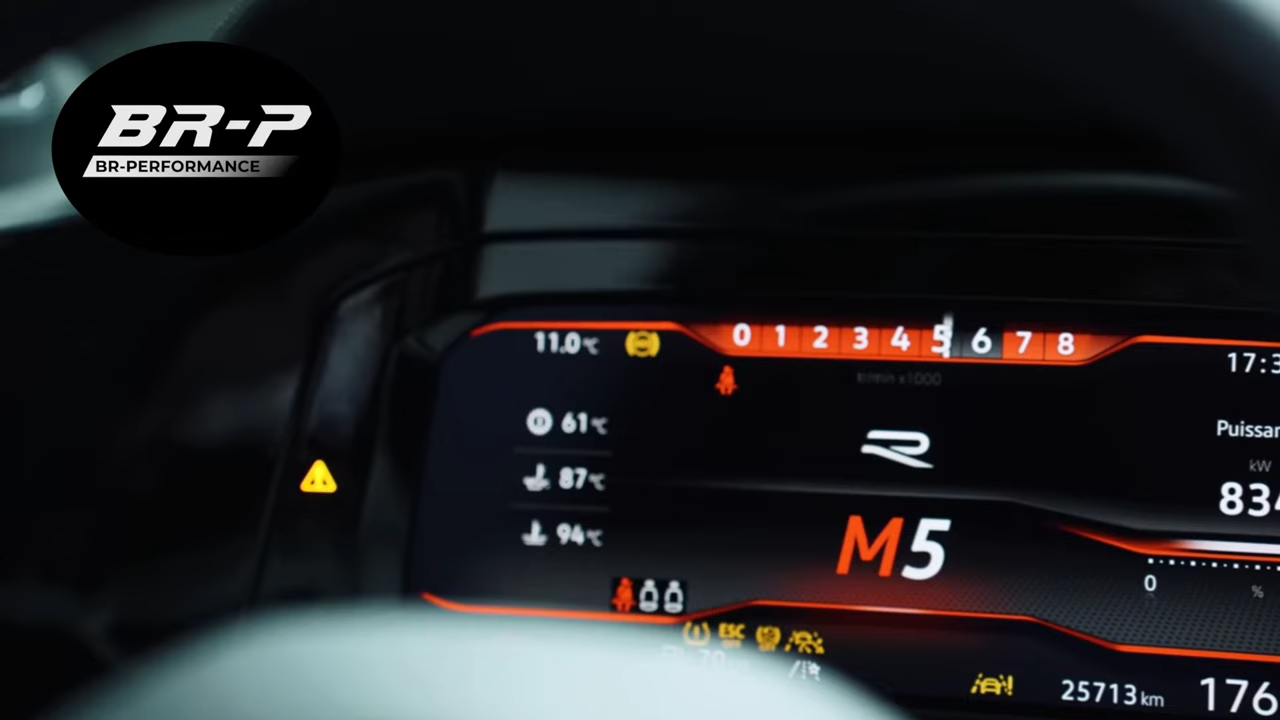 BR-P
BR-PERFORMANCE
11.0°C
0 1 2 3 4 5 6 7 8
17:3
61°C
Puissan
kW
87°C
834
94°C
M5
0
%
ESC
25713 km
176